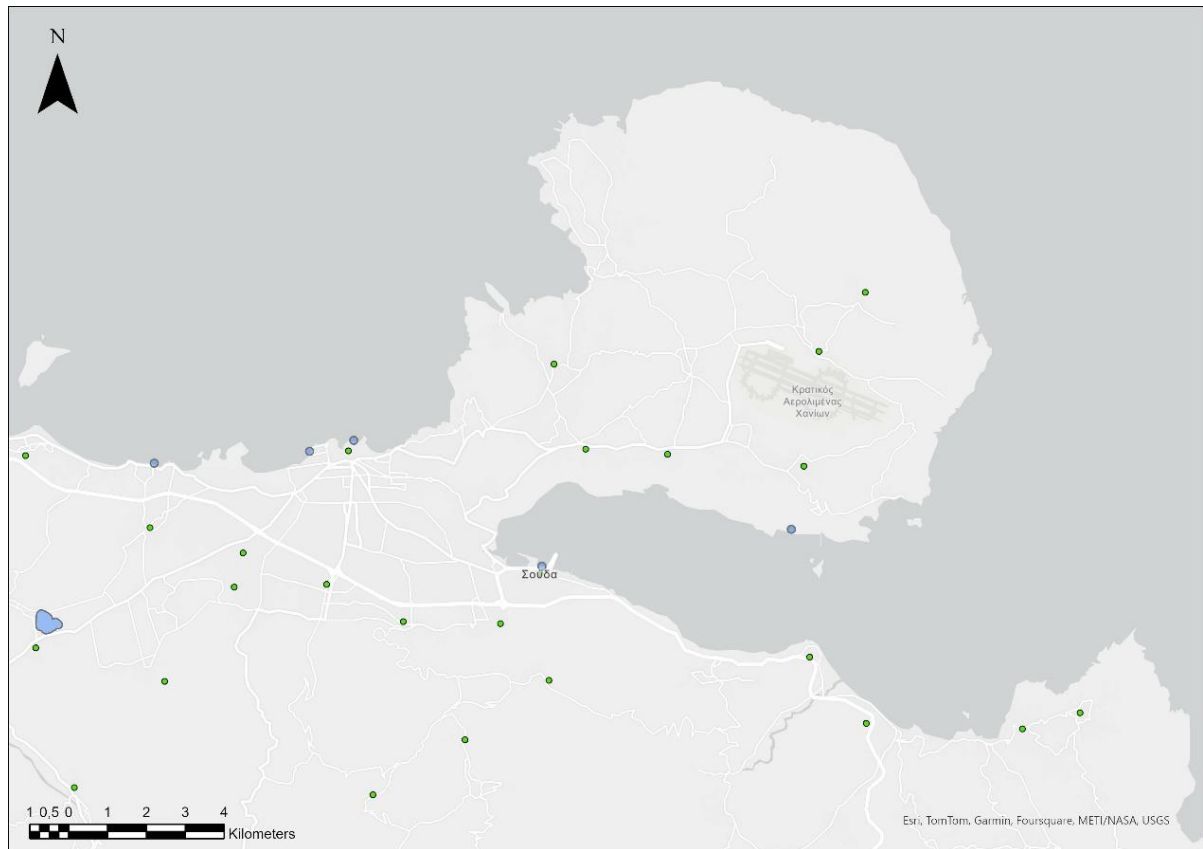 N
Κρατικός
Αερολιμένας
Χανίων
Σούδα
1 0,5 0 1 2 3 4
Kilometers
Esri, TomTom, Garmin, Foursquare, METI/NASA, USGS